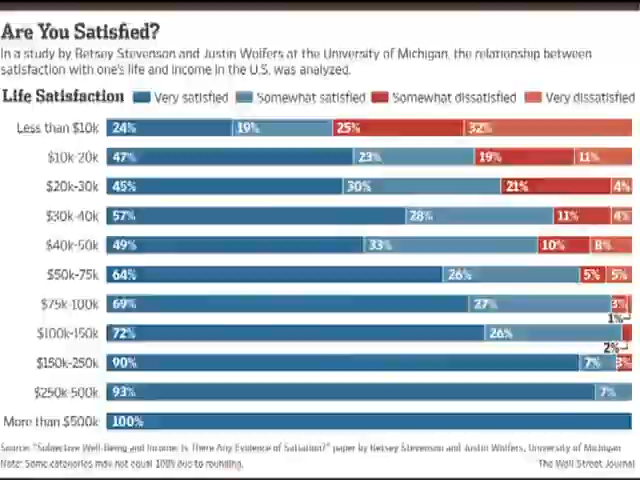 Are You Satisfied?
In a study by Betsey Stevenson and Justin Wolfers at the University of Michigan, the relationship between
satisfaction with one's life and income in the U.S. was analyzed.
Life Satisfaction Very satisfied Somewhat satisfied Somewhat dissatisfied Very dissatisfied
Less than $10k 24% 19% 25% 32%
$10k-20k 47% 23% 19% 11%
$20k-30k 45% 30% 21% 4%
$30k-40k 57% 28% 11% 4%
$40k-50k 49% 33% 10% 8%
$50k-75k 64% 26% 5% 5%
$75k-100k 69% 27% 3%
1%
$100k-150k 72% 26%
2%
$150k-250k 90% 7% 3%
$250k-500k 93% 7%
More than $500k 100%
Source: "Subjective Well-Being and Income: Is There Any Evidence of Satiation?" paper by Betsey Stevenson and Justin Wolfers, University of Michigan
Note: Some categories may not equal 100% due to rounding. The Wall Street Journal